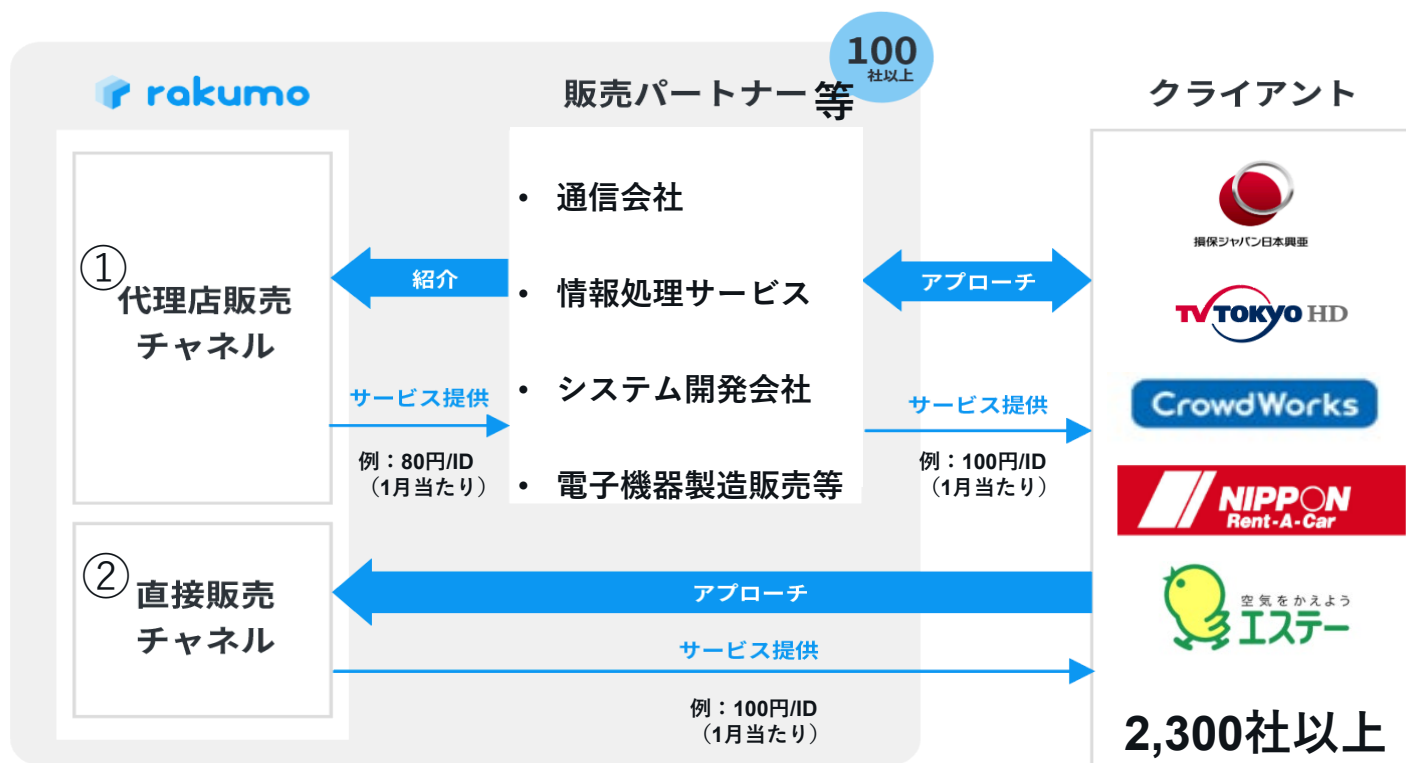 rakumo
販売パートナー等
100
社以上
クライアント
①
代理店販売
チャネル
紹介
サービス提供
例：80円/ID
（1月当たり）
• 通信会社
• 情報処理サービス
• システム開発会社
• 電子機器製造販売等
アプローチ
サービス提供
例：100円/ID
（1月当たり）
②
直接販売
チャネル
アプローチ
サービス提供
例：100円/ID
（1月当たり）
損保ジャパン日本興亜
TV TOKYO HD
CrowdWorks
NIPPON
Rent-A-Car
空気をかえよう
エステー
2,300社以上